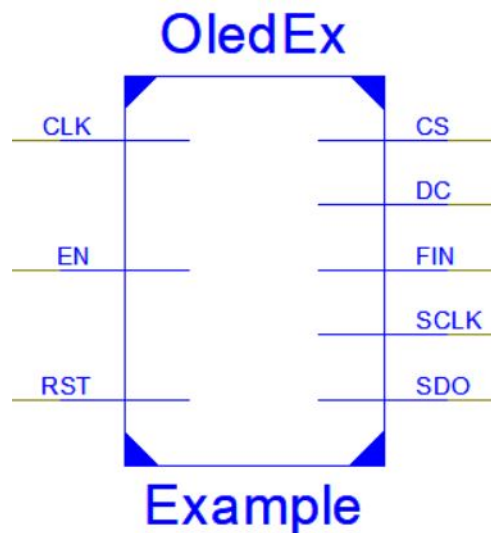 OledEx
CLK CS
DC
EN FIN
SCLK
RST SDO
Example